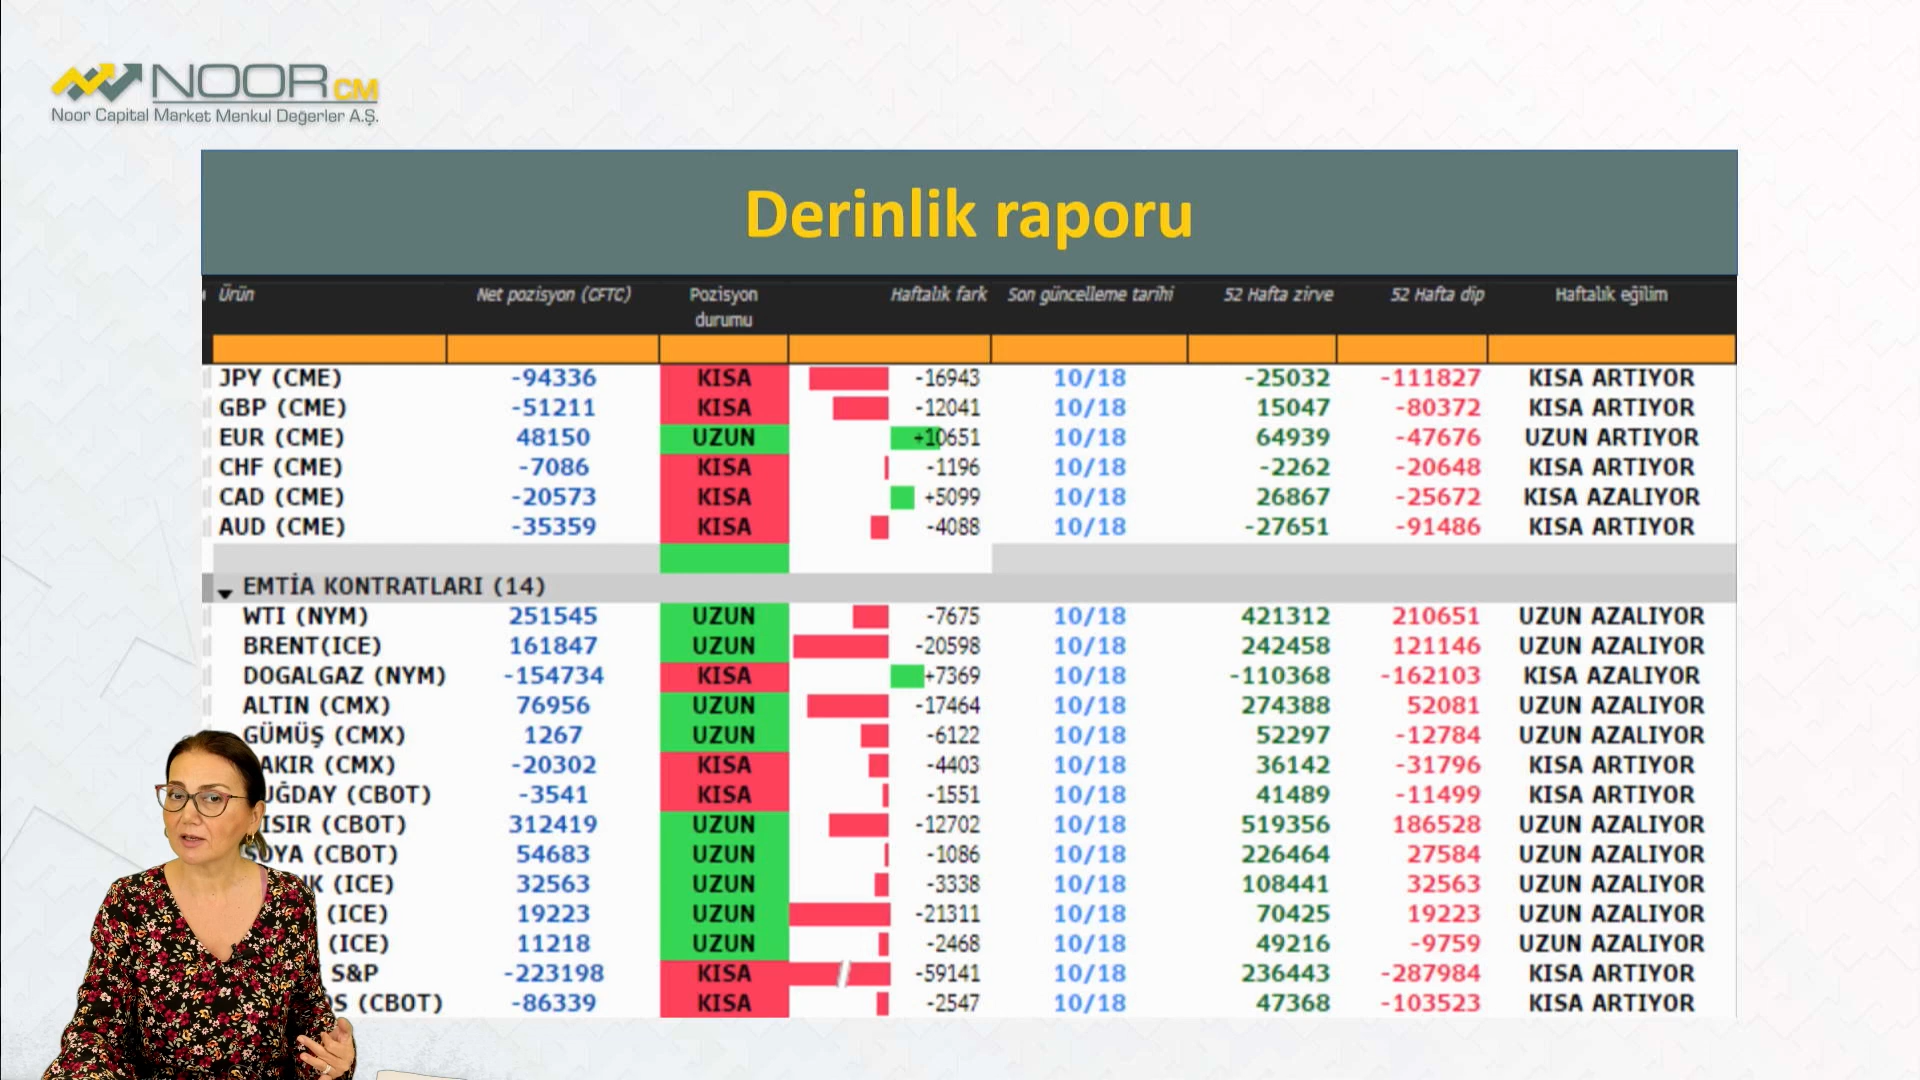 NOOR CM
Noor Capital Market Menkul Değerler A.Ş.
Derinlik raporu
Ürün Net pozisyon (CFTC) Pozisyon durumu Haftalık fark Son güncelleme tarihi 52 Hafta zirve 52 Hafta dip Haftalık eğilim
JPY (CME) -94336 KISA -16943 10/18 -25032 -111827 KISA ARTIYOR
GBP (CME) -51211 KISA -12041 10/18 15047 -80372 KISA ARTIYOR
EUR (CME) 48150 UZUN +10651 10/18 64939 -47676 UZUN ARTIYOR
CHF (CME) -7086 KISA -1196 10/18 -2262 -20648 KISA ARTIYOR
CAD (CME) -20573 KISA +5099 10/18 26867 -25672 KISA AZALIYOR
AUD (CME) -35359 KISA -4088 10/18 -27651 -91486 KISA ARTIYOR
EMTİA KONTRATLARI (14)
WTI (NYM) 251545 UZUN -7675 10/18 421312 210651 UZUN AZALIYOR
BRENT(ICE) 161847 UZUN -20598 10/18 242458 121146 UZUN AZALIYOR
DOGALGAZ (NYM) -154734 KISA +7369 10/18 -110368 -162103 KISA AZALIYOR
ALTIN (CMX) 76956 UZUN -17464 10/18 274388 52081 UZUN AZALIYOR
GÜMÜŞ (CMX) 1267 UZUN -6122 10/18 52297 -12784 UZUN AZALIYOR
AKIR (CMX) -20302 KISA -4403 10/18 36142 -31796 KISA ARTIYOR
UĞDAY (CBOT) -3541 KISA -1551 10/18 41489 -11499 KISA ARTIYOR
ISIR (CBOT) 312419 UZUN -12702 10/18 519356 186528 UZUN AZALIYOR
SOYA (CBOT) 54683 UZUN -1086 10/18 226464 27584 UZUN AZALIYOR
K (ICE) 32563 UZUN -3338 10/18 108441 32563 UZUN AZALIYOR
(ICE) 19223 UZUN -21311 10/18 70425 19223 UZUN AZALIYOR
(ICE) 11218 UZUN -2468 10/18 49216 -9759 UZUN AZALIYOR
S&P -223198 KISA -59141 10/18 236443 -287984 KISA ARTIYOR
S (CBOT) -86339 KISA -2547 10/18 47368 -103523 KISA ARTIYOR